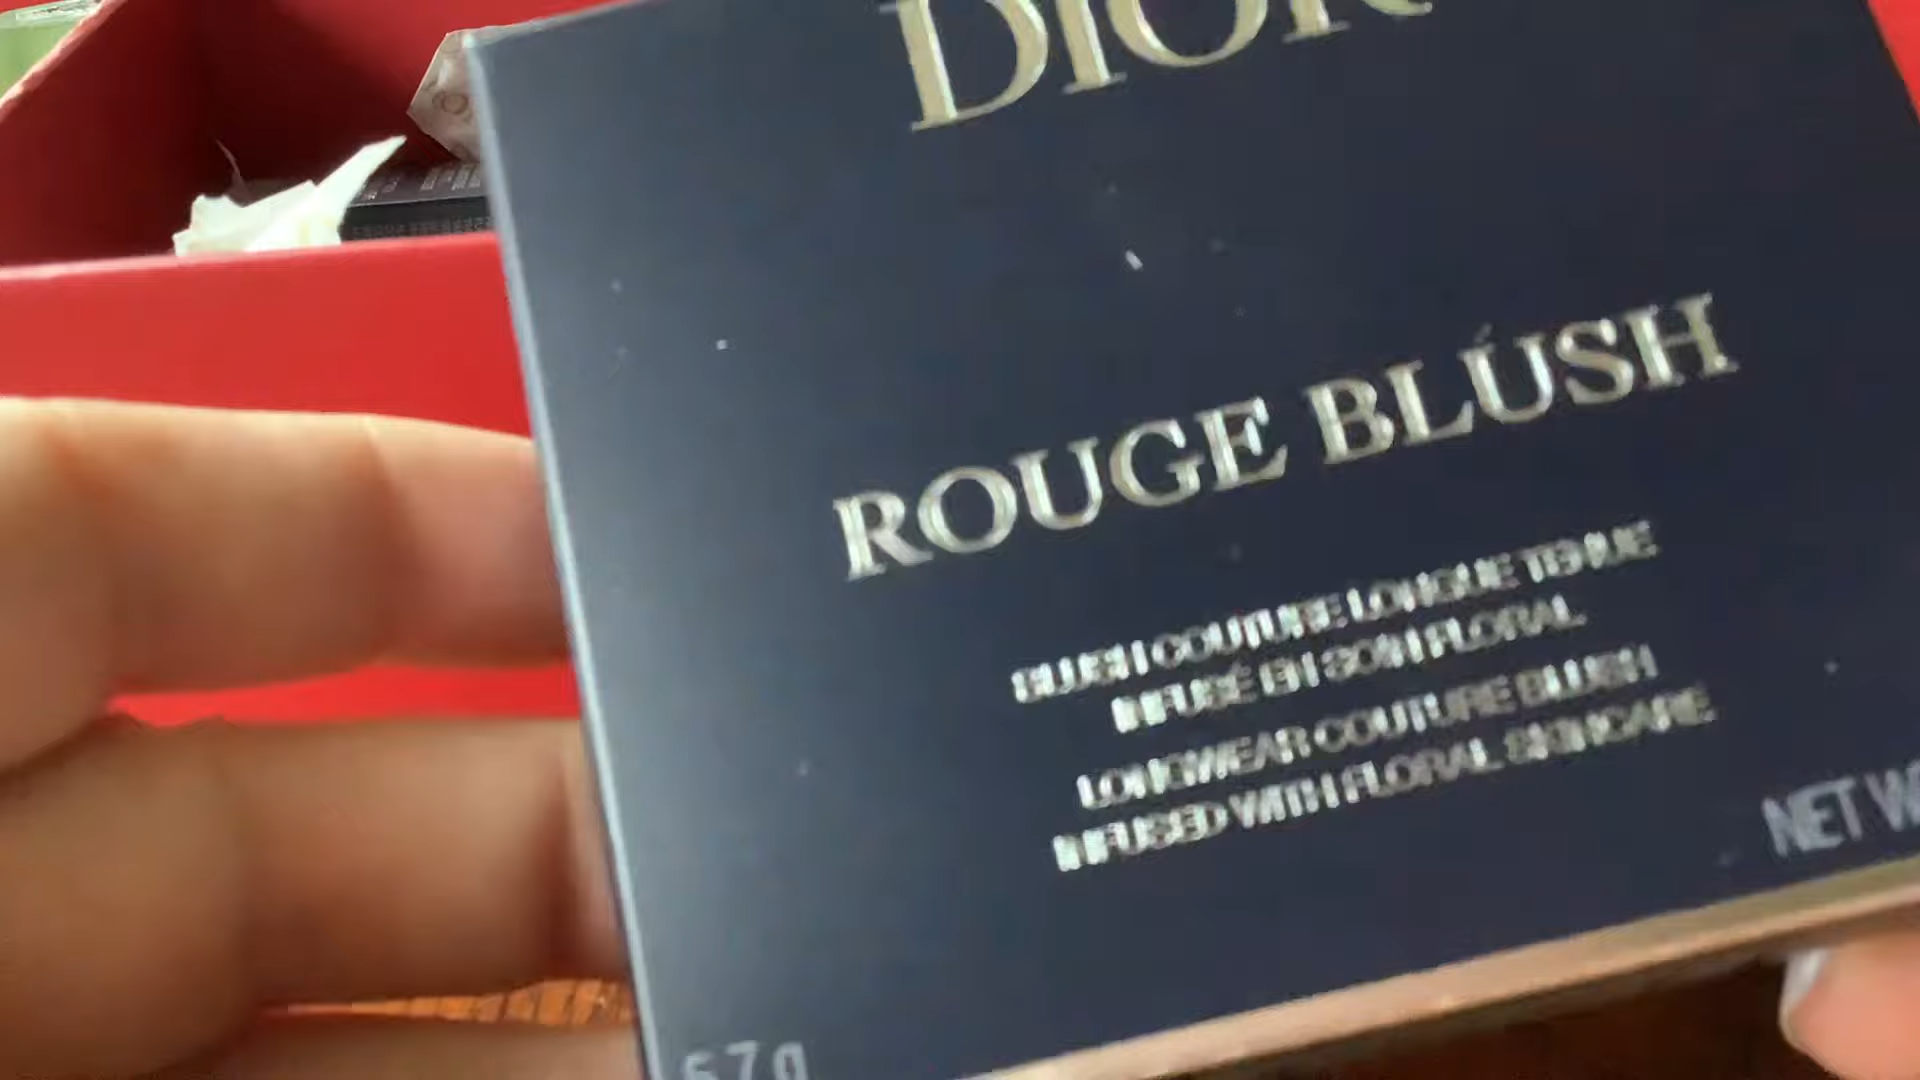 DIOR
ROUGE BLUSH
BLUSH COUTURE LONGUE TENUE
INFUSÉ EN SOIN FLORAL
LONGWEAR COUTURE BLUSH
INFUSED WITH FLORAL SKINCARE
NET